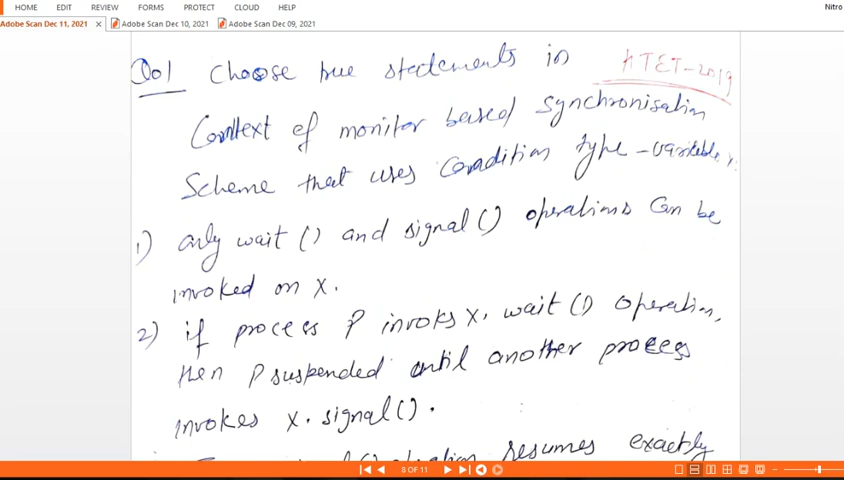 HOME EDIT REVIEW FORMS PROTECT CLOUD HELP Nitro
Adobe Scan Dec 11, 2021 × Adobe Scan Dec 10, 2021 Adobe Scan Dec 09, 2021
Q01 Choose true statements in HTET-2019
Context of monitor based synchronisation
Scheme that uses Condition type - variable x.
1) only wait () and signal () operations Can be
invoked on X.
2) if process P invoks X. wait () operation,
then P suspended until another process
invokes X. signal().
resumes exactly
8 OF 11